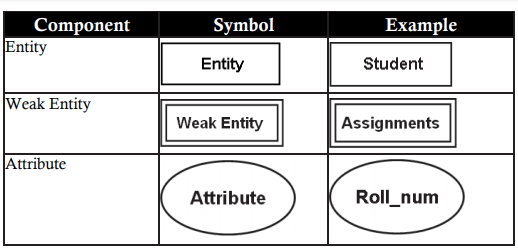 Component Symbol Example
Entity Entity Student
Weak Entity Weak Entity Assignments
Attribute Attribute Roll_num